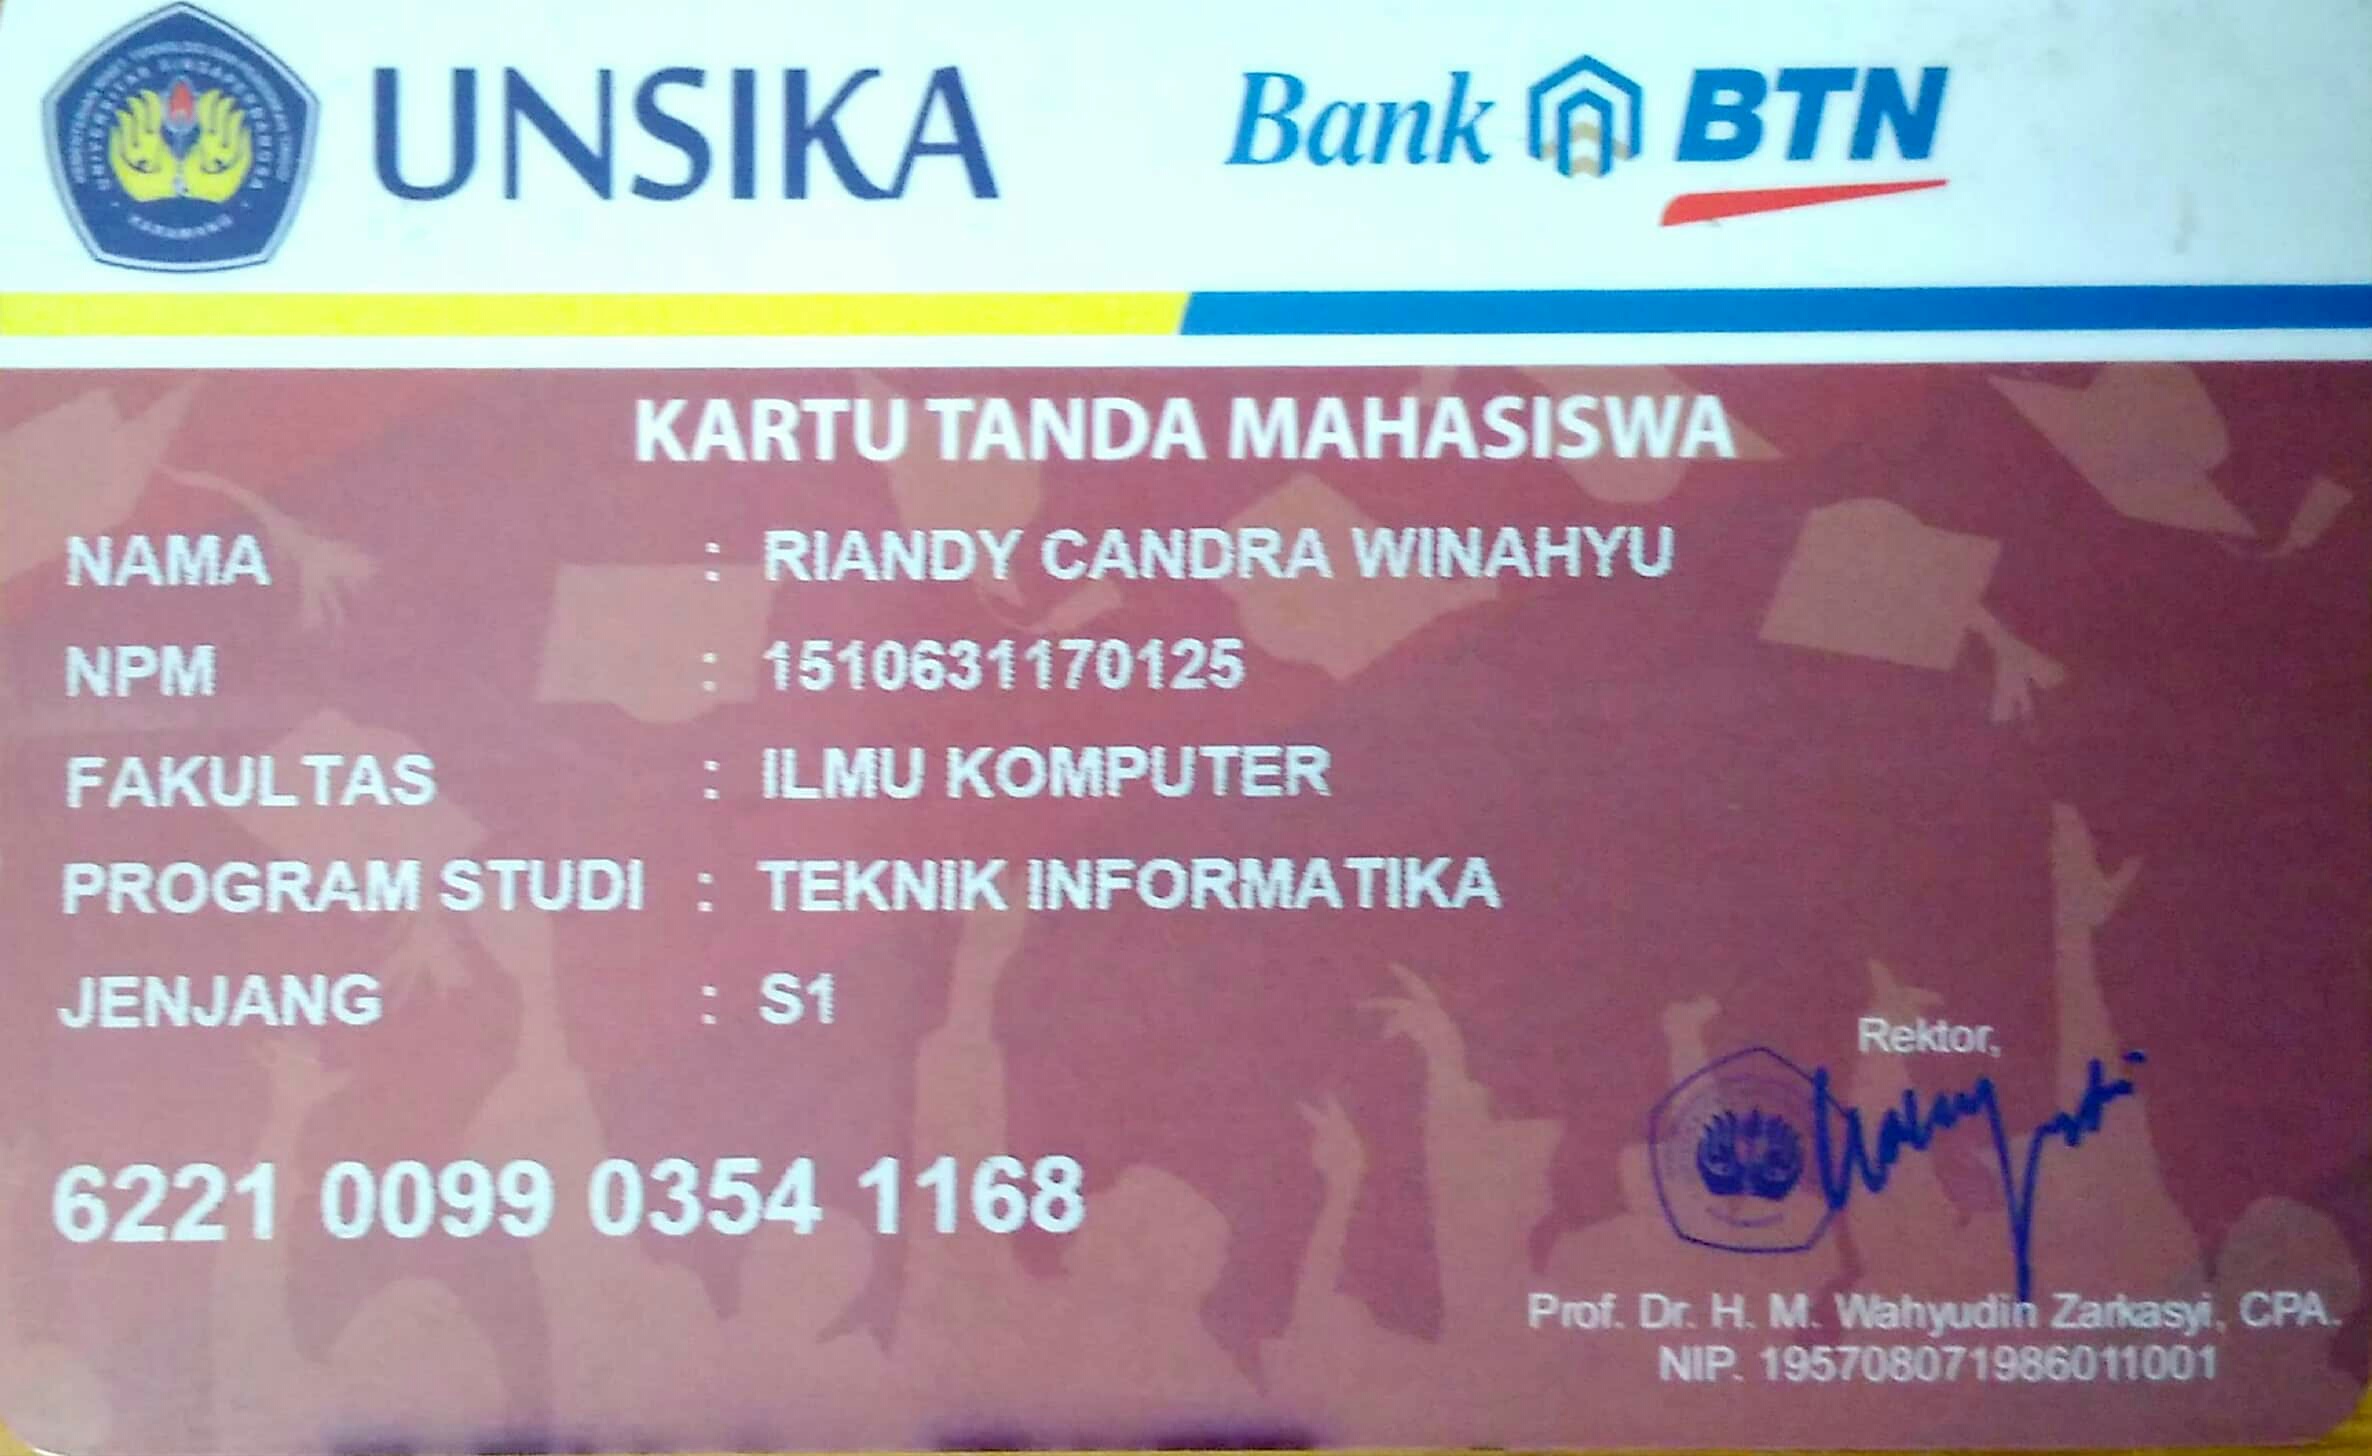 UNSIKA Bank BTN
KARTU TANDA MAHASISWA
NAMA : RIANDY CANDRA WINAHYU
NPM : 1510631170125
FAKULTAS : ILMU KOMPUTER
PROGRAM STUDI : TEKNIK INFORMATIKA
JENJANG : S1
Rektor,
6221 0099 0354 1168
Prof. Dr. H. M. Wahyudin Zarkasyi, CPA.
NIP. 195708071986011001